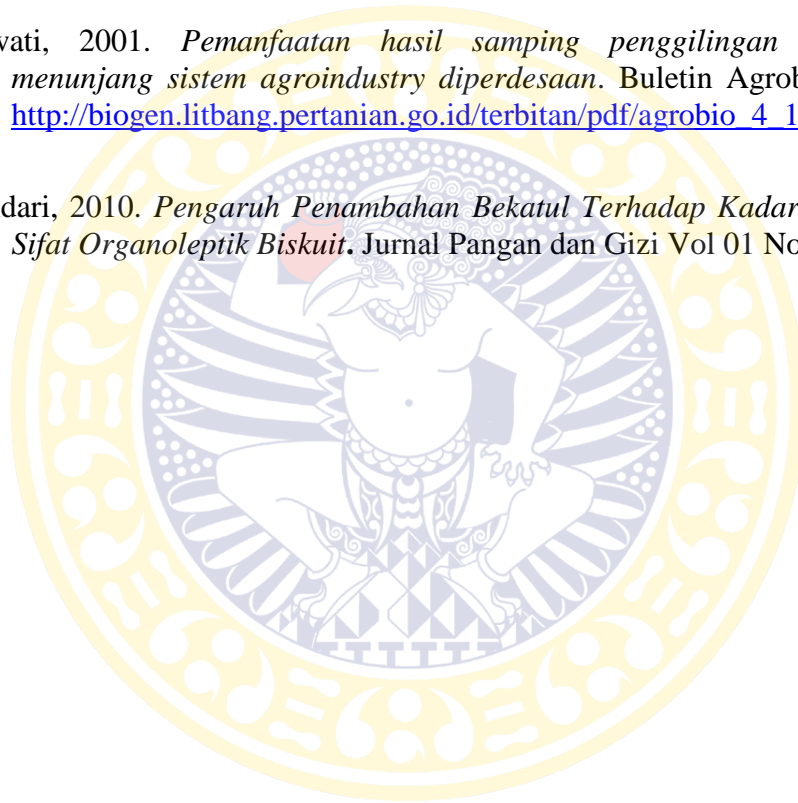 vati, 2001. Pemanfaatan hasil samping penggilingan
menunjang sistem agroindustry diperdesaan. Buletin Agrob
http://biogen.litbang.pertanian.go.id/terbitan/pdf/agrobio_4_1
dari, 2010. Pengaruh Penambahan Bekatul Terhadap Kadar
Sifat Organoleptik Biskuit. Jurnal Pangan dan Gizi Vol 01 No